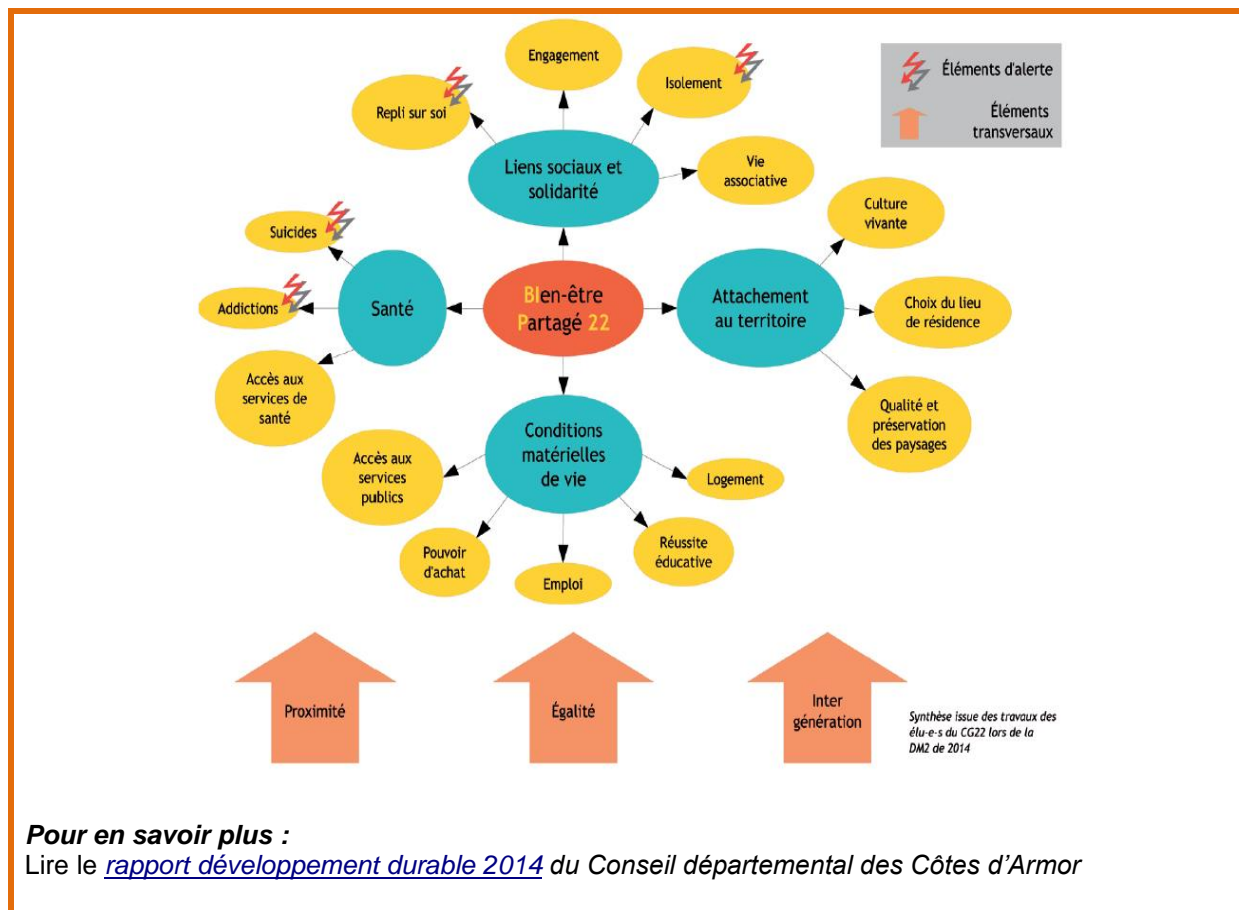 Engagement
Isolement
Repli sur soi
Éléments d'alerte
Éléments
transversaux
Liens sociaux et
solidarité
Vie
associative
Culture
vivante
Suicides
Addictions
Santé
BIen-être
Partagé 22
Attachement
au territoire
Choix du lieu
de résidence
Accès aux
services de
santé
Qualité et
préservation
des paysages
Conditions
matérielles
de vie
Accès aux
services
publics
Logement
Pouvoir
d'achat
Emploi
Réussite
éducative
Proximité
Égalité
Inter
génération
Synthèse issue des travaux des
élu-e-s du CG22 lors de la
DM2 de 2014
Pour en savoir plus :
Lire le rapport développement durable 2014 du Conseil départemental des Côtes d’Armor